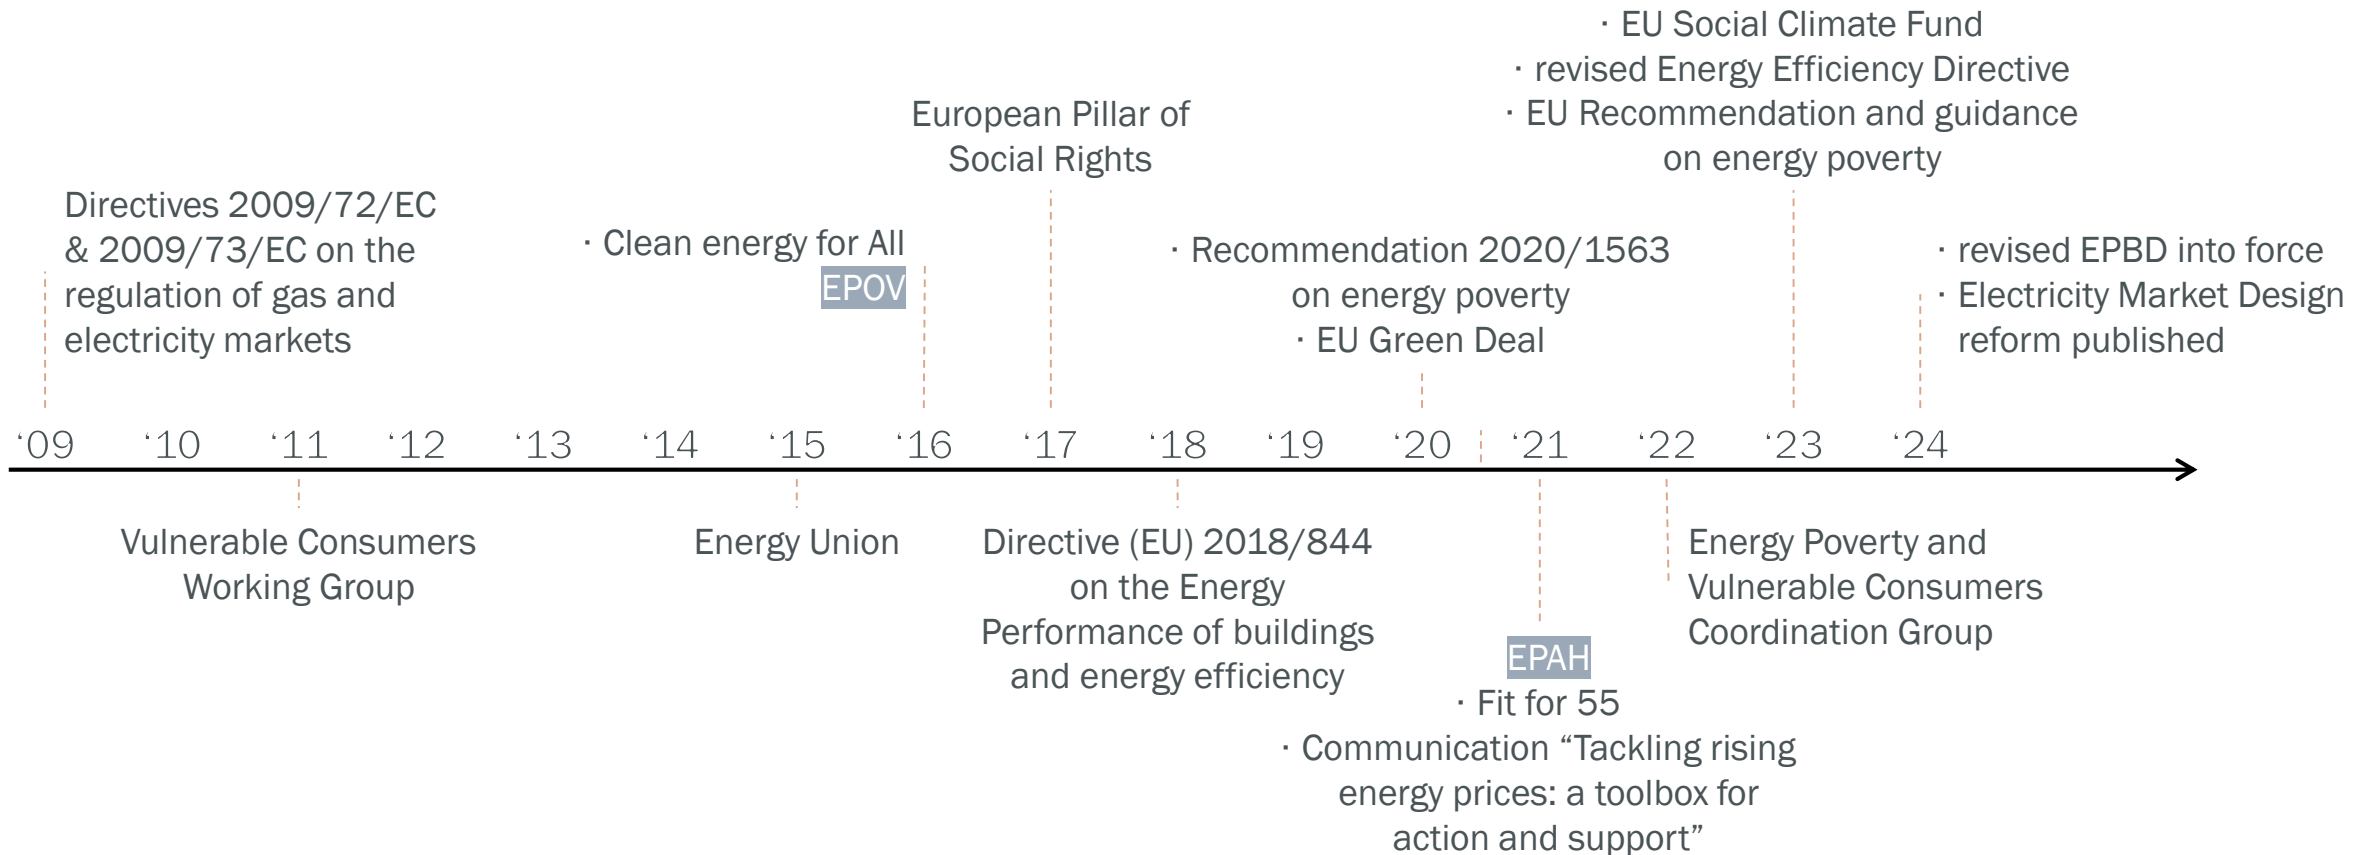 · EU Social Climate Fund
· revised Energy Efficiency Directive
· EU Recommendation and guidance
on energy poverty
European Pillar of
Social Rights
Directives 2009/72/EC
& 2009/73/EC on the
regulation of gas and
electricity markets
· Clean energy for All
EPOV
· Recommendation 2020/1563
on energy poverty
· EU Green Deal
· revised EPBD into force
· Electricity Market Design
reform published
‘09 ‘10 ‘11 ‘12 ‘13 ‘14 ‘15 ‘16 ‘17 ‘18 ‘19 ‘20 ‘21 ‘22 ‘23 ‘24
Vulnerable Consumers
Working Group
Energy Union
Directive (EU) 2018/844
on the Energy
Performance of buildings
and energy efficiency
EPAH
· Fit for 55
· Communication “Tackling rising
energy prices: a toolbox for
action and support”
Energy Poverty and
Vulnerable Consumers
Coordination Group